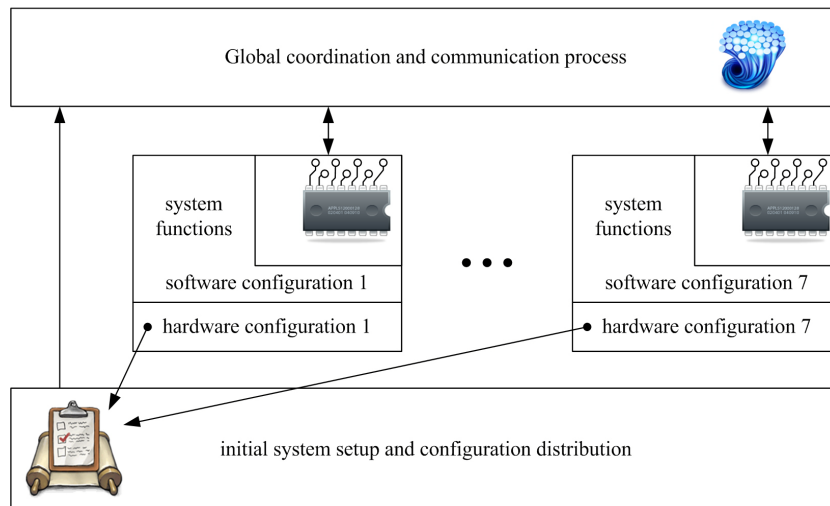 Global coordination and communication process
system
functions
software configuration 1
hardware configuration 1
system
functions
software configuration 7
hardware configuration 7
initial system setup and configuration distribution